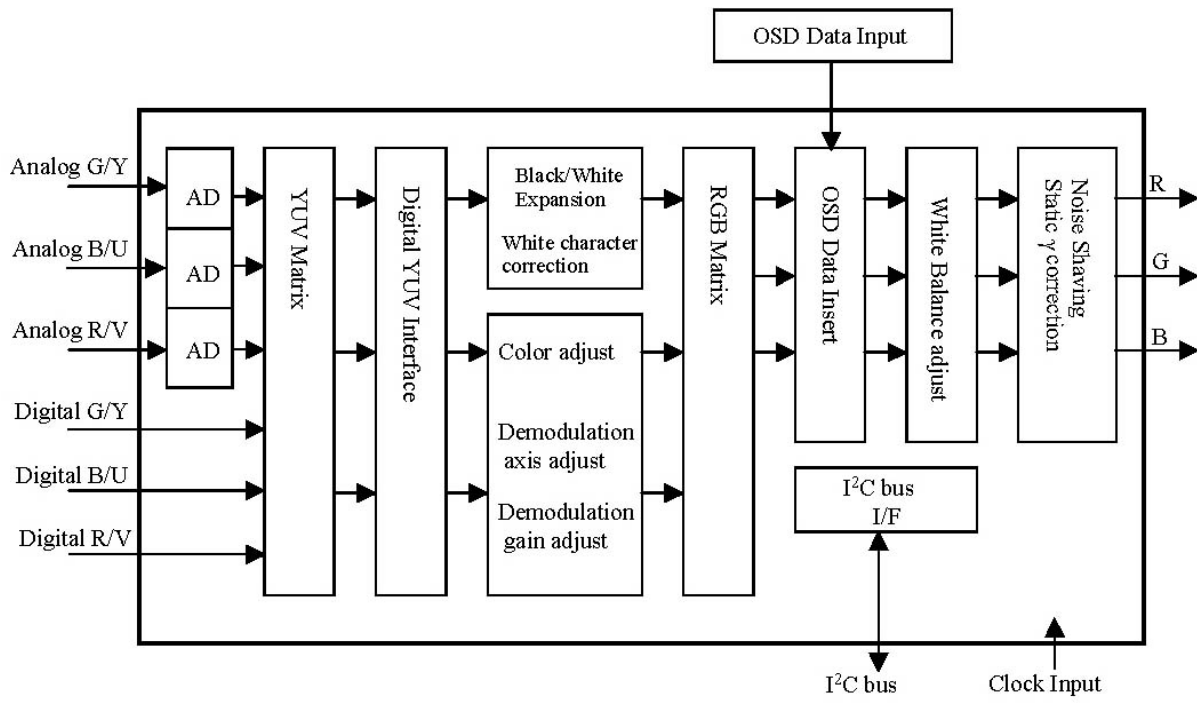 OSD Data Input
Analog G/Y
Analog B/U
Analog R/V
Digital G/Y
Digital B/U
Digital R/V
AD
AD
AD
YUV Matrix
Digital YUV Interface
Black/White
Expansion
White character
correction
Color adjust
Demodulation
axis adjust
Demodulation
gain adjust
RGB Matrix
OSD Data Insert
White Balance adjust
Noise Shaving
Static γ correction
R
G
B
I²C bus
I/F
I²C bus
Clock Input